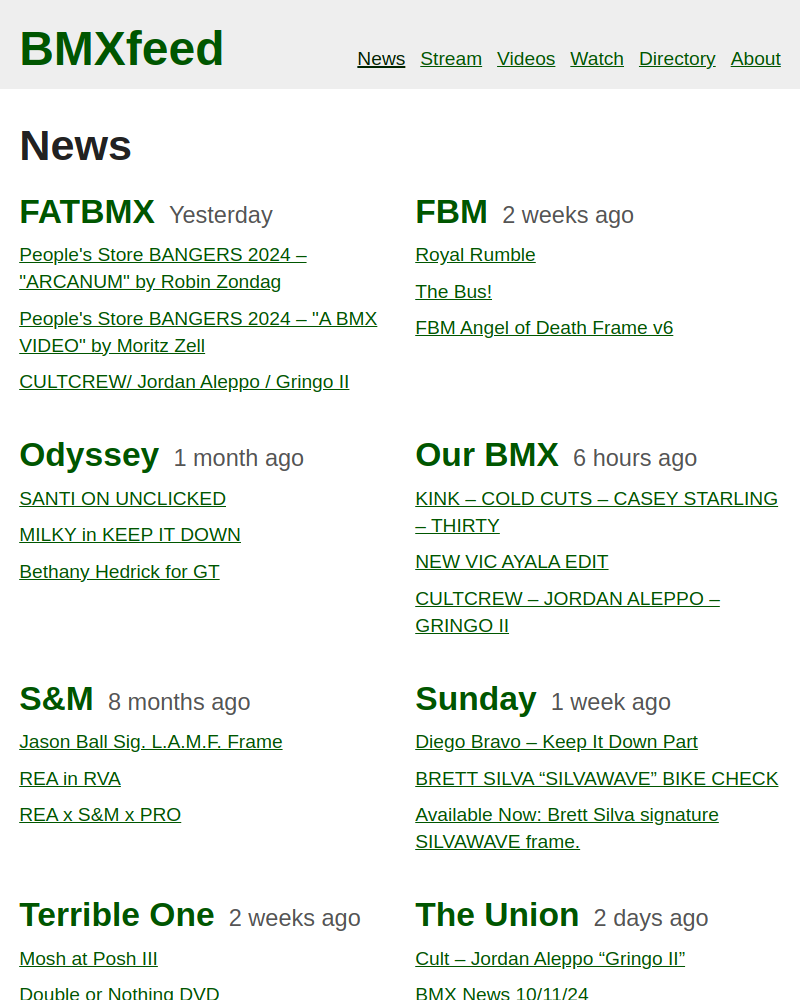 BMXfeed
News Stream Videos Watch Directory About
News
FATBMX Yesterday
People's Store BANGERS 2024 –
"ARCANUM" by Robin Zondag
People's Store BANGERS 2024 – "A BMX
VIDEO" by Moritz Zell
CULTCREW/ Jordan Aleppo / Gringo II
FBM 2 weeks ago
Royal Rumble
The Bus!
FBM Angel of Death Frame v6
Odyssey 1 month ago
SANTI ON UNCLICKED
MILKY in KEEP IT DOWN
Bethany Hedrick for GT
Our BMX 6 hours ago
KINK – COLD CUTS – CASEY STARLING
– THIRTY
NEW VIC AYALA EDIT
CULTCREW – JORDAN ALEPPO –
GRINGO II
S&M 8 months ago
Jason Ball Sig. L.A.M.F. Frame
REA in RVA
REA x S&M x PRO
Sunday 1 week ago
Diego Bravo – Keep It Down Part
BRETT SILVA “SILVAWAVE” BIKE CHECK
Available Now: Brett Silva signature
SILVAWAVE frame.
Terrible One 2 weeks ago
Mosh at Posh III
Double or Nothing DVD
The Union 2 days ago
Cult – Jordan Aleppo “Gringo II”
BMX News 10/11/24